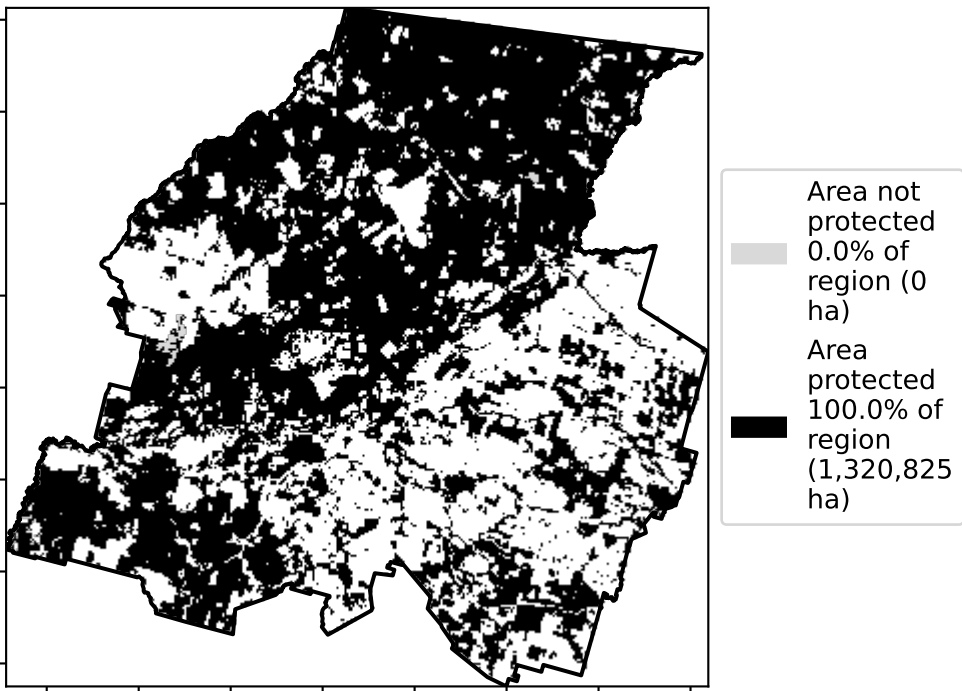 Area not
protected
0.0% of
region (0
ha)
Area
protected
100.0% of
region
(1,320,825
ha)